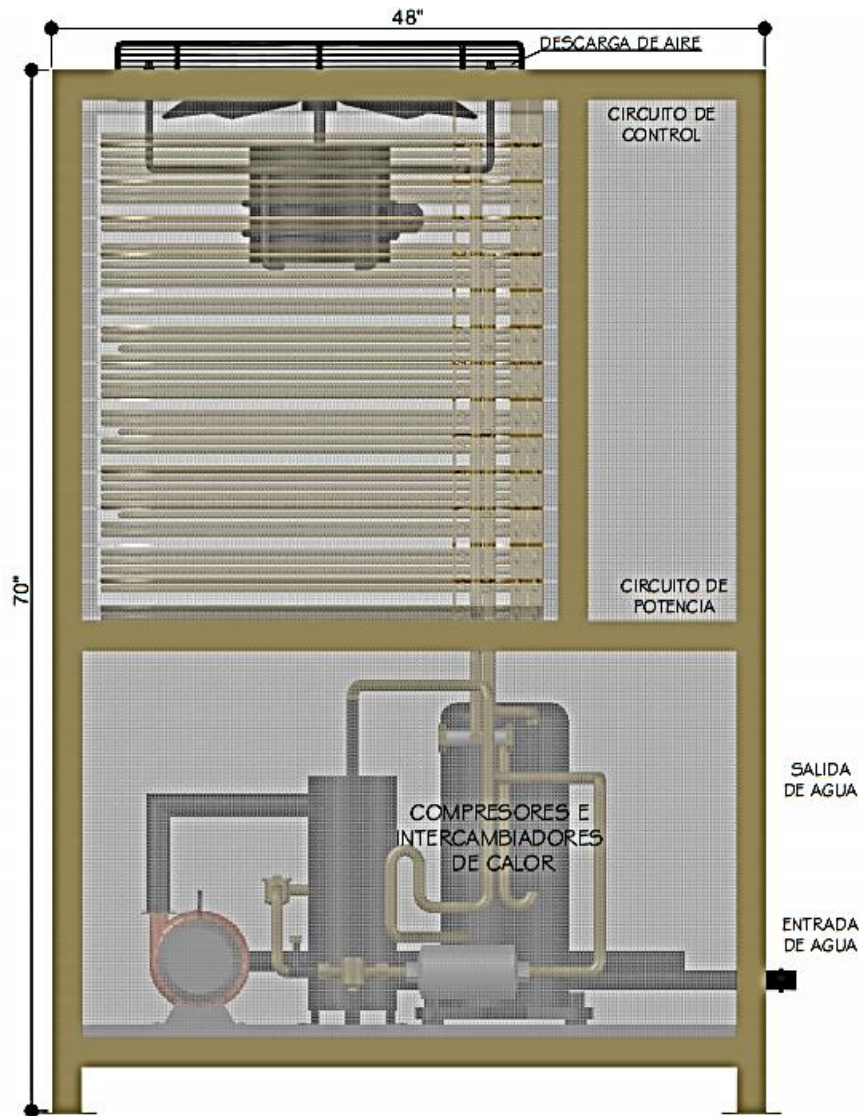 48"
DESCARGA DE AIRE
CIRCUITO DE
CONTROL
70"
CIRCUITO DE
POTENCIA
SALIDA
DE AGUA
COMPRESORES E
INTERCAMBIADORES
DE CALOR
ENTRADA
DE AGUA